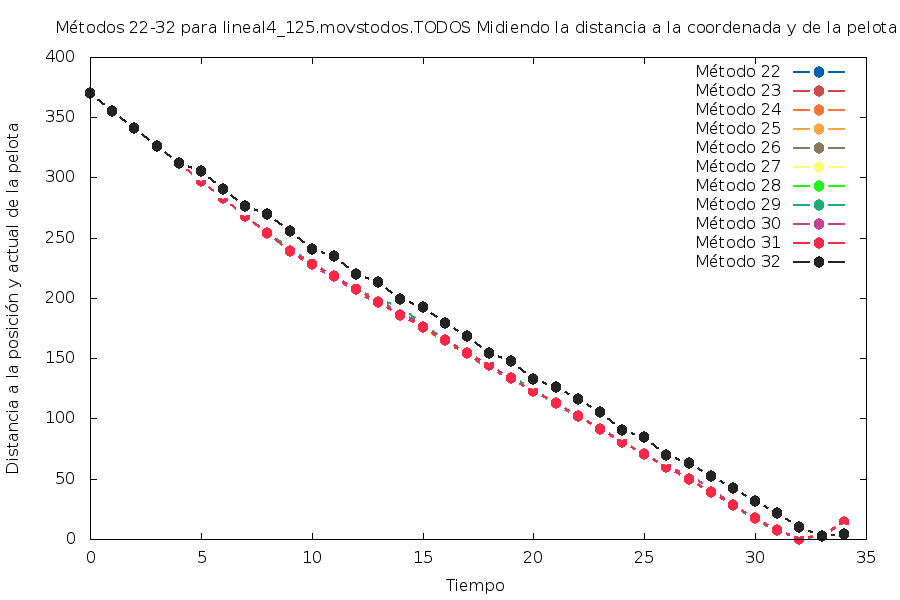 Métodos 22-32 para lineal4_125.movstodos.TODOS Midiendo la distancia a la coordenada y de la pelota
400
350
300
250
200
150
100
50
0
Distancia a la posición y actual de la pelota
Método 22
Método 23
Método 24
Método 25
Método 26
Método 27
Método 28
Método 29
Método 30
Método 31
Método 32
0 5 10 15 20 25 30 35
Tiempo